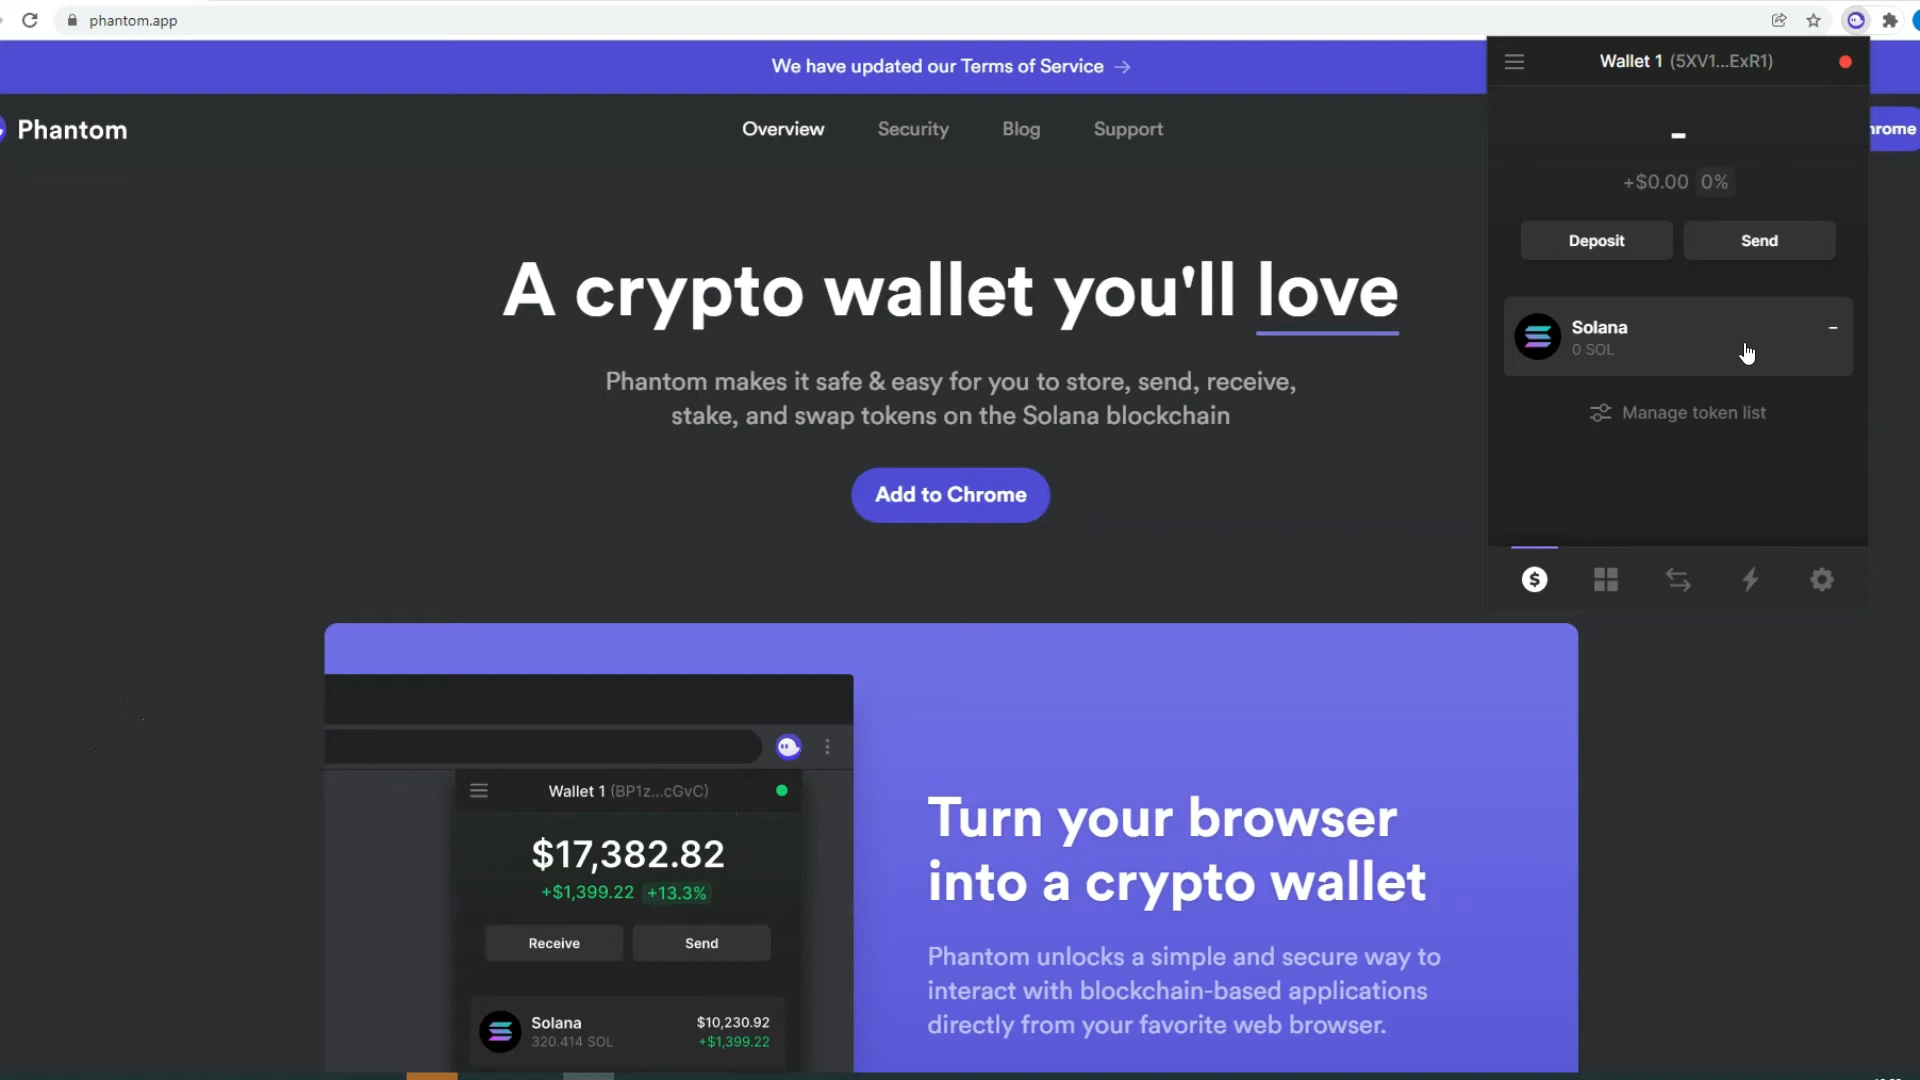 phantom.app
We have updated our Terms of Service →
Phantom
Overview
Security
Blog
Support
A crypto wallet you'll love
Phantom makes it safe & easy for you to store, send, receive,
stake, and swap tokens on the Solana blockchain
Add to Chrome
Wallet 1 (5XV1...ExR1)
-
+$0.00 0%
Deposit
Send
Solana
-
0 SOL
Manage token list
Wallet 1 (BP1z...cGvC)
$17,382.82
+$1,399.22 +13.3%
Receive
Send
Solana
$10,230.92
320.414 SOL
+$1,399.22
Turn your browser
into a crypto wallet
Phantom unlocks a simple and secure way to
interact with blockchain-based applications
directly from your favorite web browser.